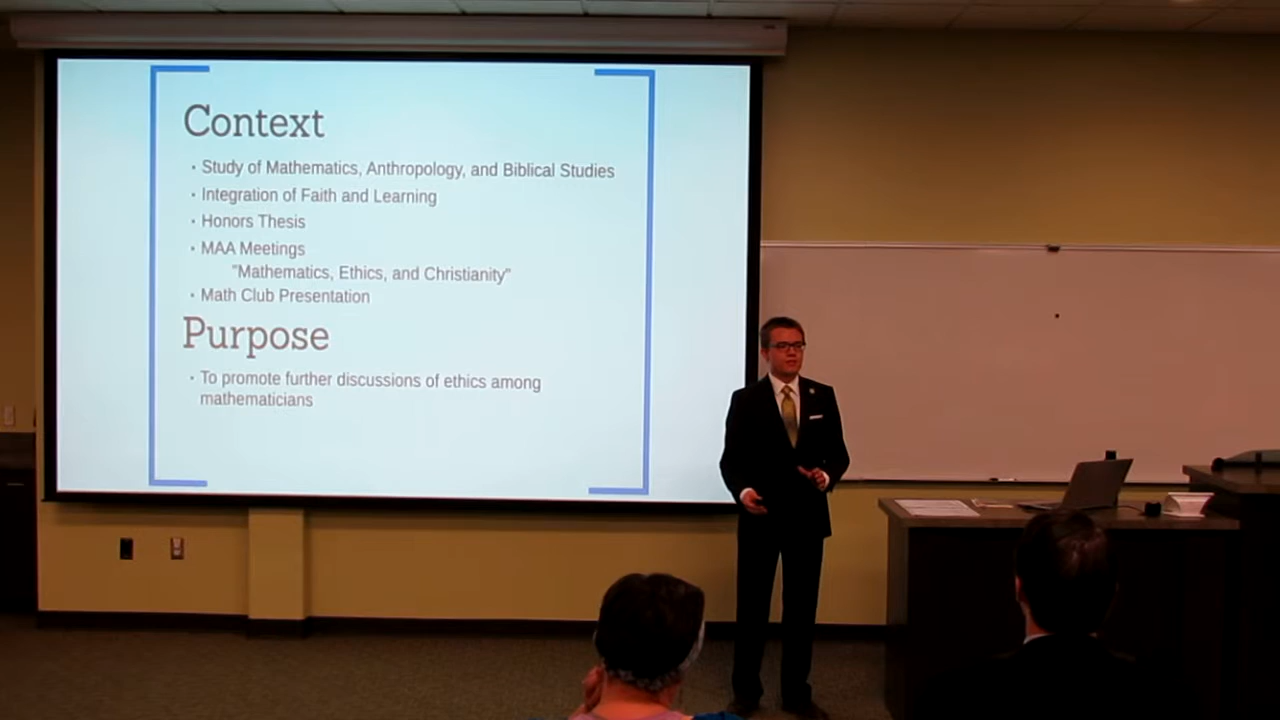 Context
• Study of Mathematics, Anthropology, and Biblical Studies
• Integration of Faith and Learning
• Honors Thesis
• MAA Meetings
"Mathematics, Ethics, and Christianity"
• Math Club Presentation
Purpose
• To promote further discussions of ethics among
mathematicians